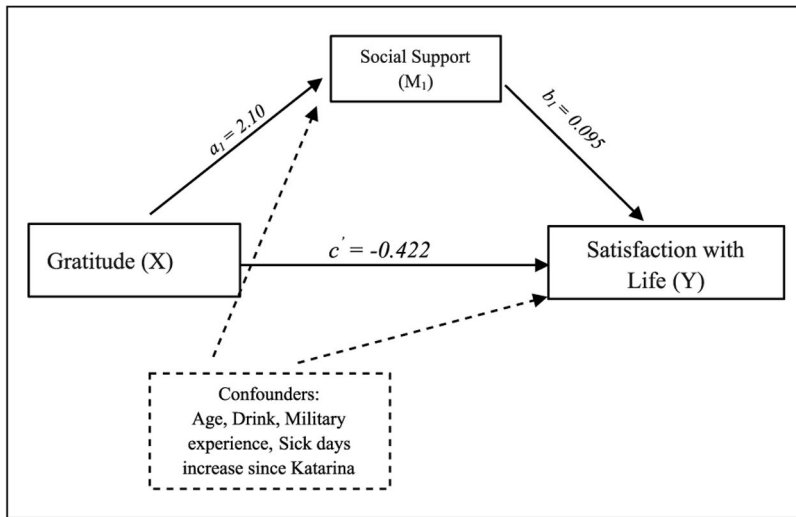 Social Support
(M₁)
a₁ = 2.10
b₁ = 0.095
Gratitude (X)
c' = -0.422
Satisfaction with
Life (Y)
Confounders:
Age, Drink, Military
experience, Sick days
increase since Katarina